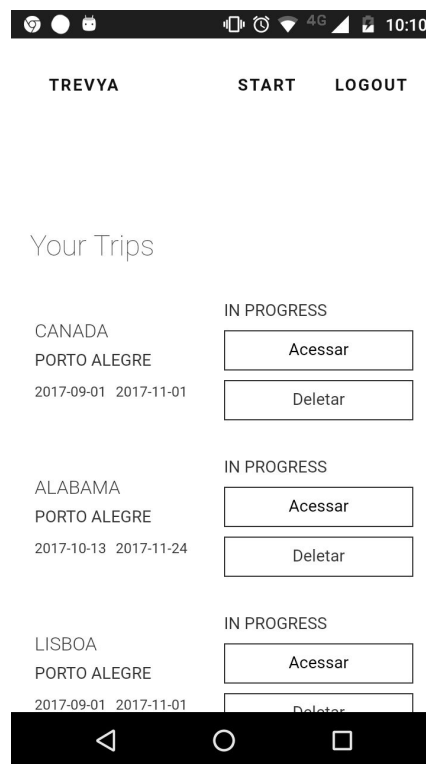 4G 10:10
TREVYA START LOGOUT
Your Trips
IN PROGRESS
CANADA
Acessar
PORTO ALEGRE
2017-09-01 2017-11-01
Deletar
IN PROGRESS
ALABAMA
Acessar
PORTO ALEGRE
2017-10-13 2017-11-24
Deletar
IN PROGRESS
LISBOA
Acessar
PORTO ALEGRE
2017-09-01 2017-11-01
Deletar